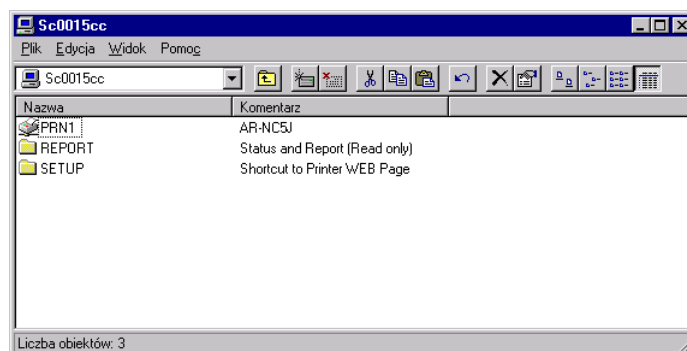 Sc0015cc
Plik Edycja Widok Pomoc
Sc0015cc
Nazwa Komentarz
PRN1 AR-NC5J
REPORT Status and Report (Read only)
SETUP Shortcut to Printer WEB Page
Liczba obiektów: 3